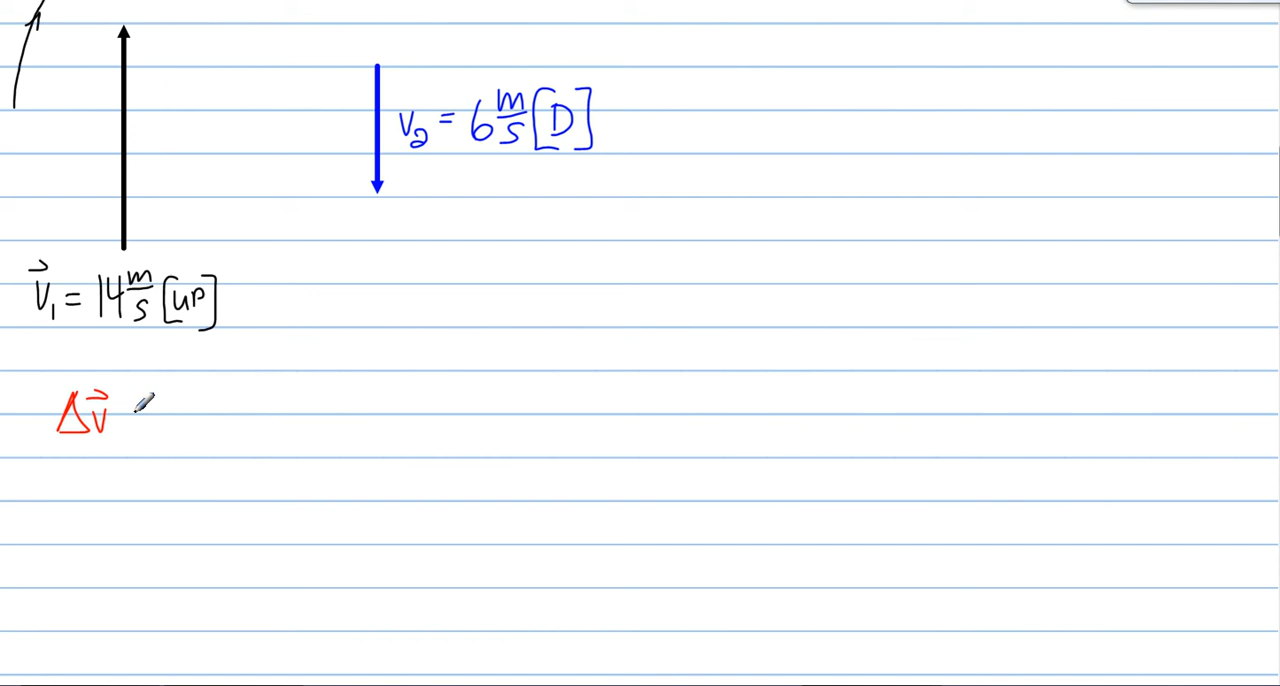 v₂ = 6 m/s [D]
v⃗₁ = 14 m/s [up]
Δv⃗